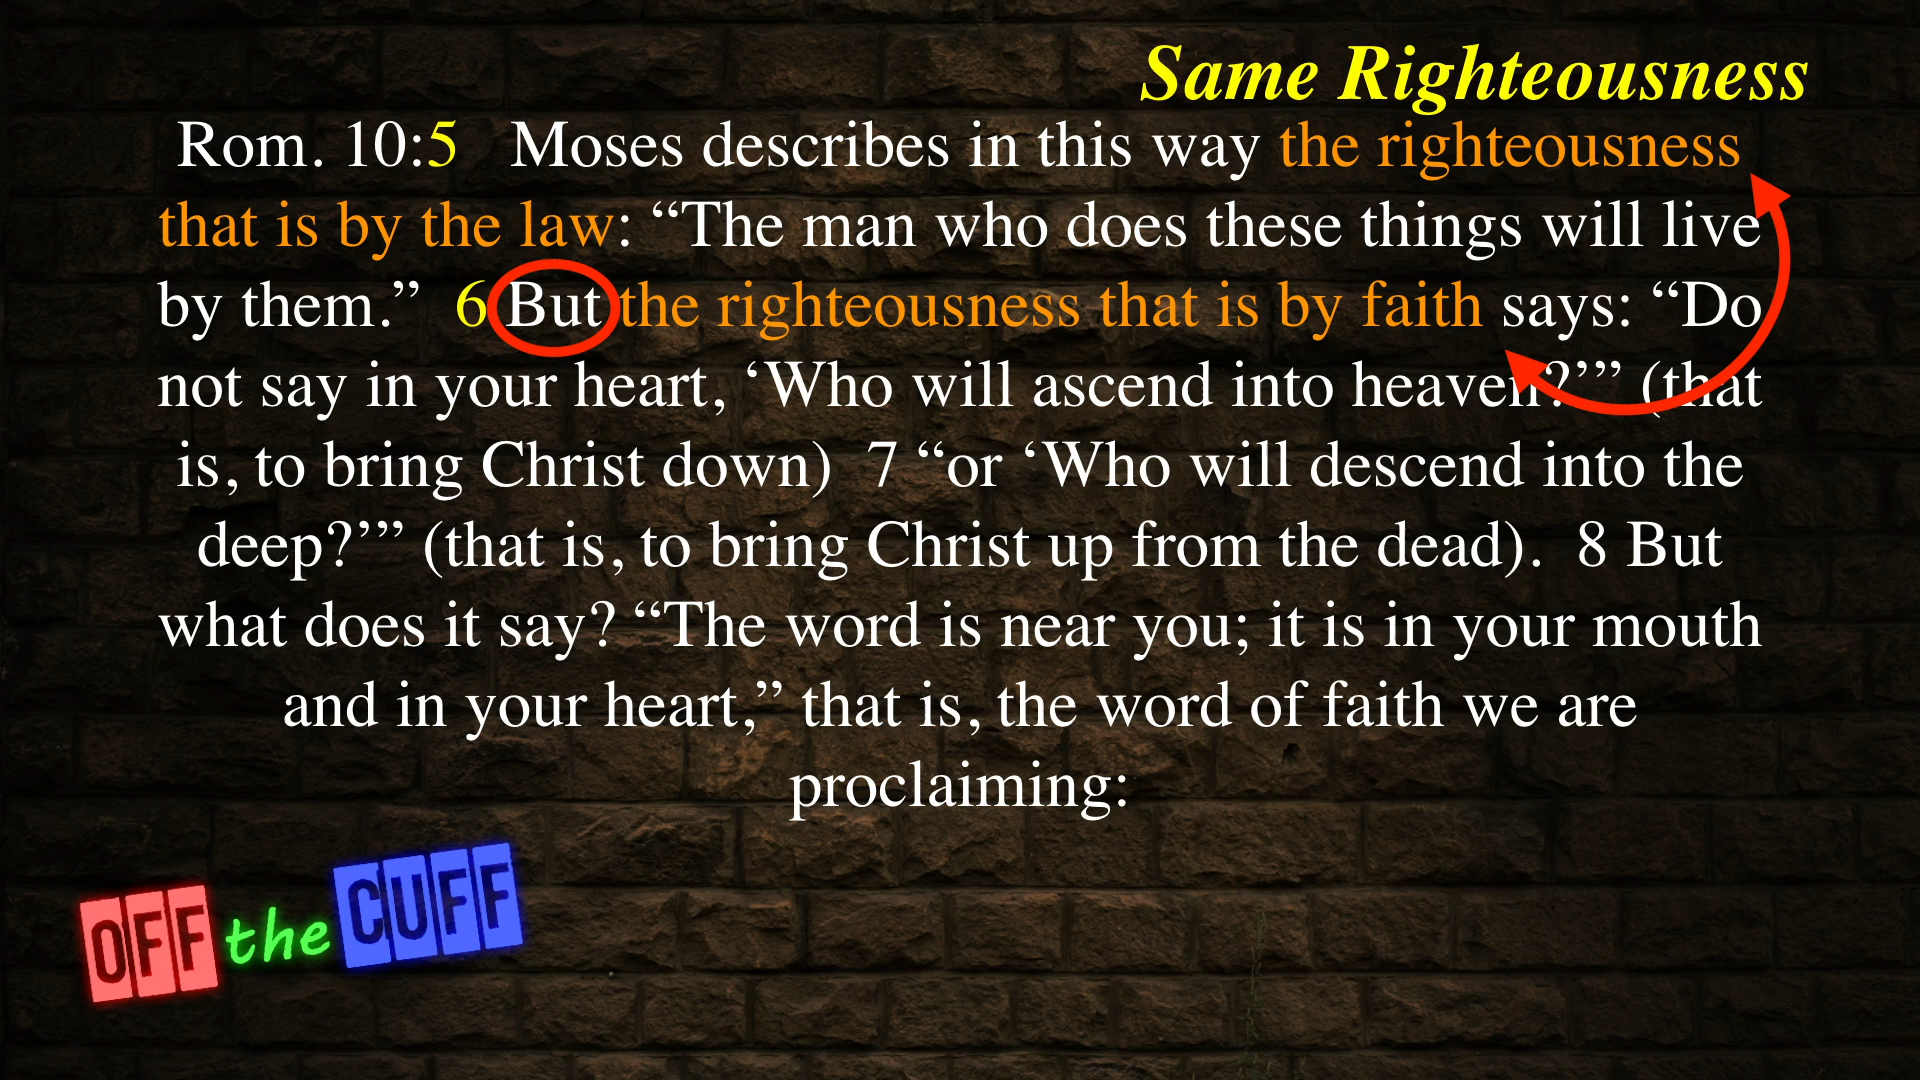 Same Righteousness
Rom. 10:5 Moses describes in this way the righteousness
that is by the law: “The man who does these things will live
by them.” 6 But the righteousness that is by faith says: “Do
not say in your heart, ‘Who will ascend into heaven?’” (that
is, to bring Christ down) 7 “or ‘Who will descend into the
deep?’” (that is, to bring Christ up from the dead). 8 But
what does it say? “The word is near you; it is in your mouth
and in your heart,” that is, the word of faith we are
proclaiming:
OFF the CUFF